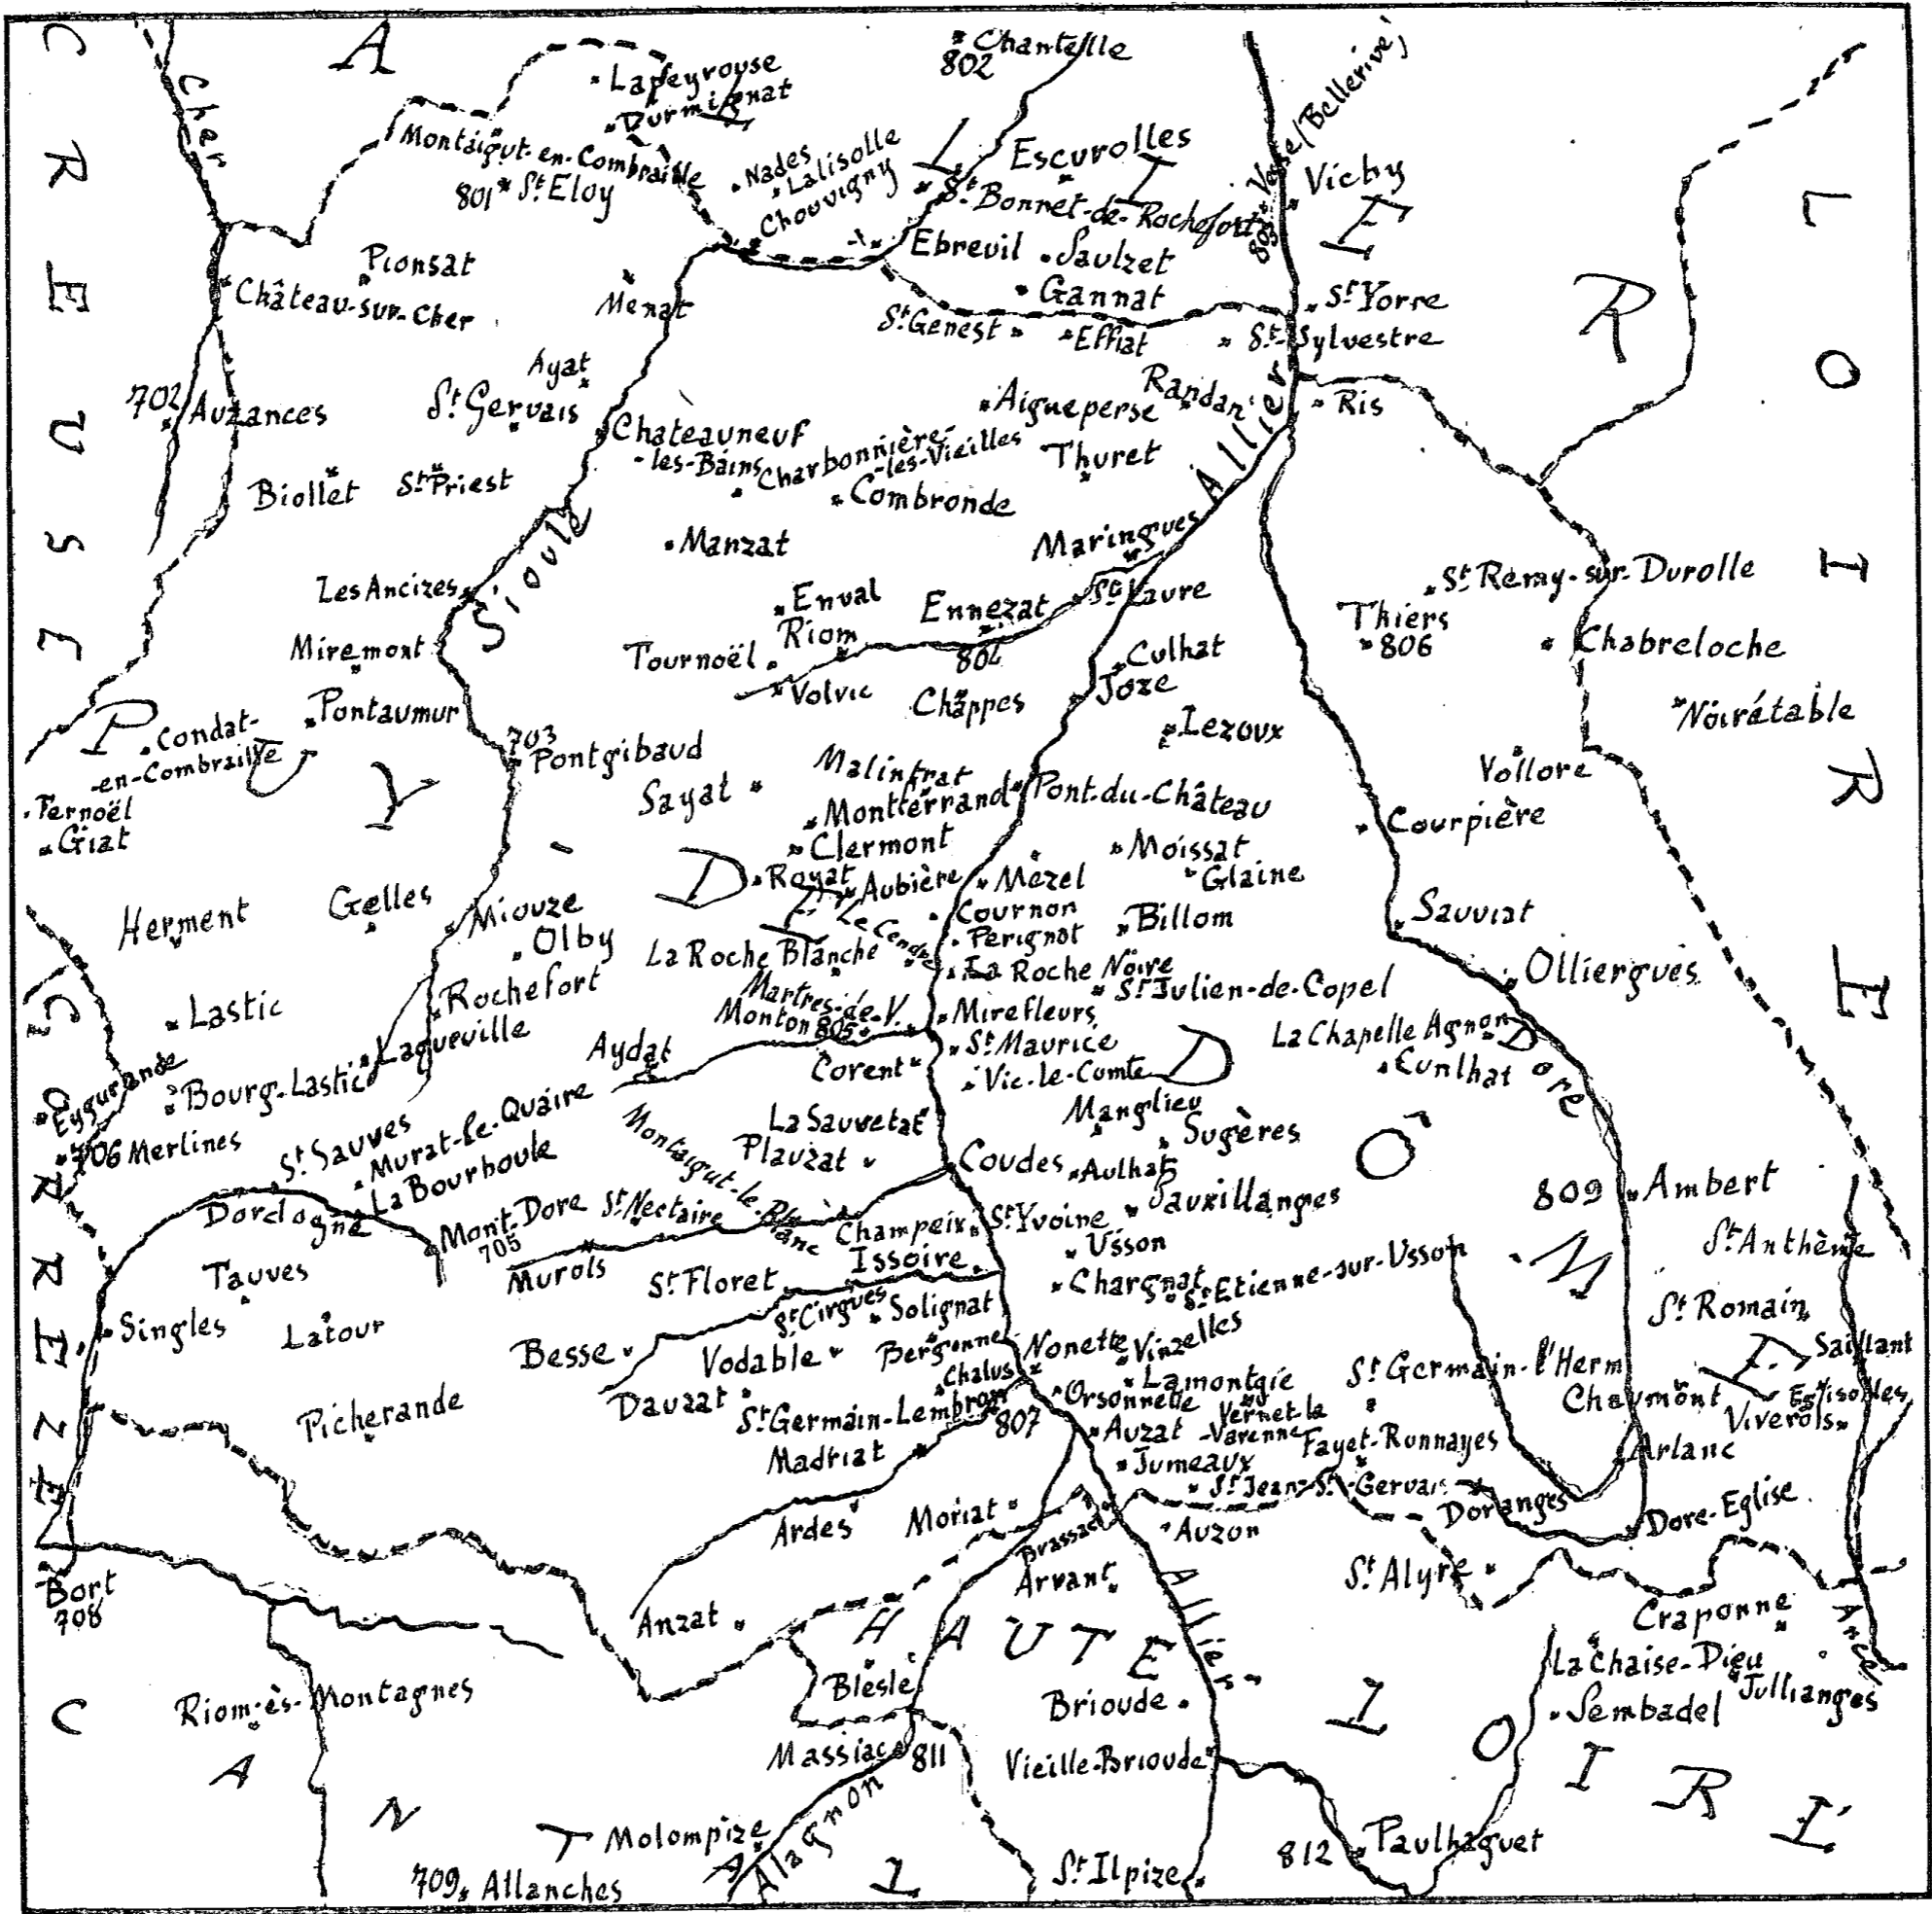 A
Chantelle
802
Lapeyrouse
Durmignat
Cher
Montaigut-en-Combraille
801 St Eloy
Nades
Lalisolle
Chouvigny
Escurolles
St Bonnet-de-Rochefort
Vesse/Bellerive,
803
Vichy
ALLIER
Pionsat
Château-sur-Cher
Menat
Ebreuil
Saulzet
Gannat
St Yorre
St Genest
Effiat
St-Sylvestre
Ayat
702
Auzances
St Gervais
Chateauneuf
-les-Bains
Charbonnières-
-les-Vieilles
Aigueperse
Randan
Ris
Thuret
Biollet
St Priest
Combronde
Allier
Manzat
Maringues
Les Ancizes
Sioule
Enval
Ennezat
St Laure
St Remy-sur-Durolle
Riom
Thiers
806
Miremont
Tournoël
804
Culhat
Chabreloche
Volvic
Chappes
Joze
Pontaumur
Lezoux
Noirétable
Condat-
-en-Combraille
703
Pontgibaud
Malintrat
Vollore
Fernoël
Sayat
Montferrand
Pont-du-Château
Giat
Clermont
Courpière
PUY-DE-DÔME
Moissat
Royat
Aubière
Mezel
Glaine
Herment
Gelles
Miouze
Le Cendre
Cournon
Billom
Sauviat
Olby
Perignat
La Roche Blanche
La Roche Noire
Olliergues
Lastic
Rochefort
Martres-de-V.
St Julien-de-Copel
Monton 805
Mirefleurs
La Chapelle Agnon
Laqueville
Aydat
St Maurice
Cunlhat
Eygurande
Bourg-Lastic
Corent
Vic-le-Comte
Dore
706 Merlines
St Sauves
Murat-le-Quaire
La Sauvetat
Manglieu
Sugères
La Bourboule
Montaigut-le-Blanc
Plauzat
Coudes
Aulhat
Dordogne
Mont-Dore
705
St Nectaire
Champeix
St Yvoine
Sauxillanges
809
Ambert
Tauves
Murols
Issoire
Usson
St Anthème
St Floret
Chargnat
St Etienne-sur-Usson
Singles
Latour
St Cirgues
Solignat
St Romain
Besse
Vodable
Bergonne
Nonette
Vinzelles
Saillant
Chalus
Lamontgie
St Germain-l'Herm
Picherande
Dauzat
St Germain-Lembron
807
Orsonnette
Vernet-la
-Varenne
Chaumont
Eglisolles
Viverols
Madriat
Auzat
Fayet-Ronnayes
Arlanc
Jumeaux
St Jean-St-Gervais
Doranges
Ardes
Moriat
Auzon
Dore-Eglise
Brassac
Bort
708
Arvant
St Alyre
Anzat
Allier
Craponne
Ance
HAUTE
LOIRE
Blesle
La Chaise-Dieu
Jullianges
Riom-ès-Montagnes
Brioude
Sembadel
Massiac 811
Vieille-Brioude
Molompize
Alagnon
812 Paulhaguet
709 Allanches
St Ilpize
CREUSE
CORREZE
CANTAL
LOIRE